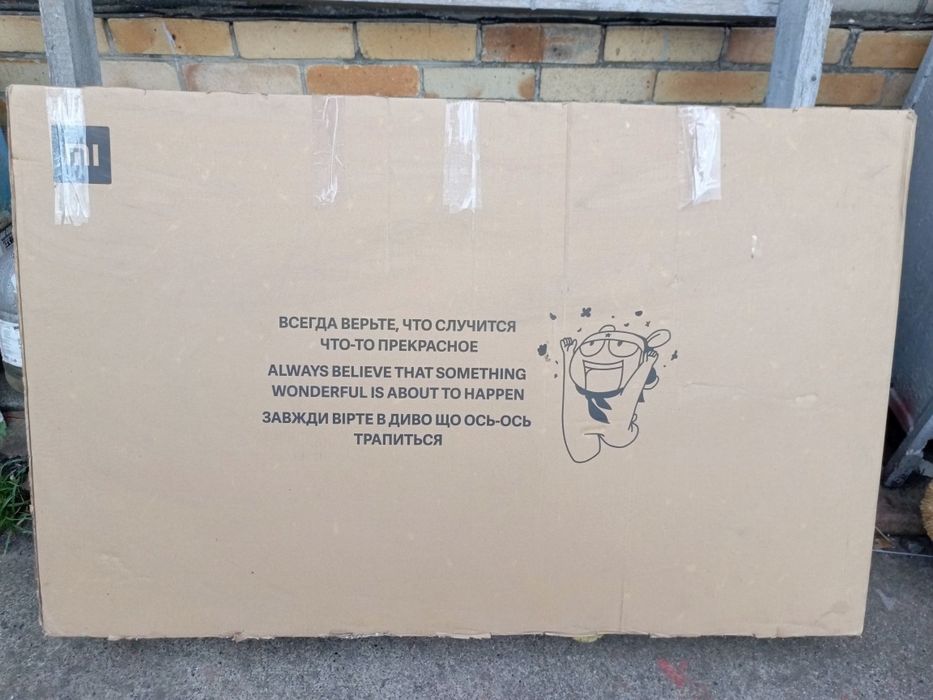 mi
ВСЕГДА ВЕРЬТЕ, ЧТО СЛУЧИТСЯ
ЧТО-ТО ПРЕКРАСНОЕ
ALWAYS BELIEVE THAT SOMETHING
WONDERFUL IS ABOUT TO HAPPEN
ЗАВЖДИ ВІРТЕ В ДИВО ЩО ОСЬ-ОСЬ
ТРАПИТЬСЯ